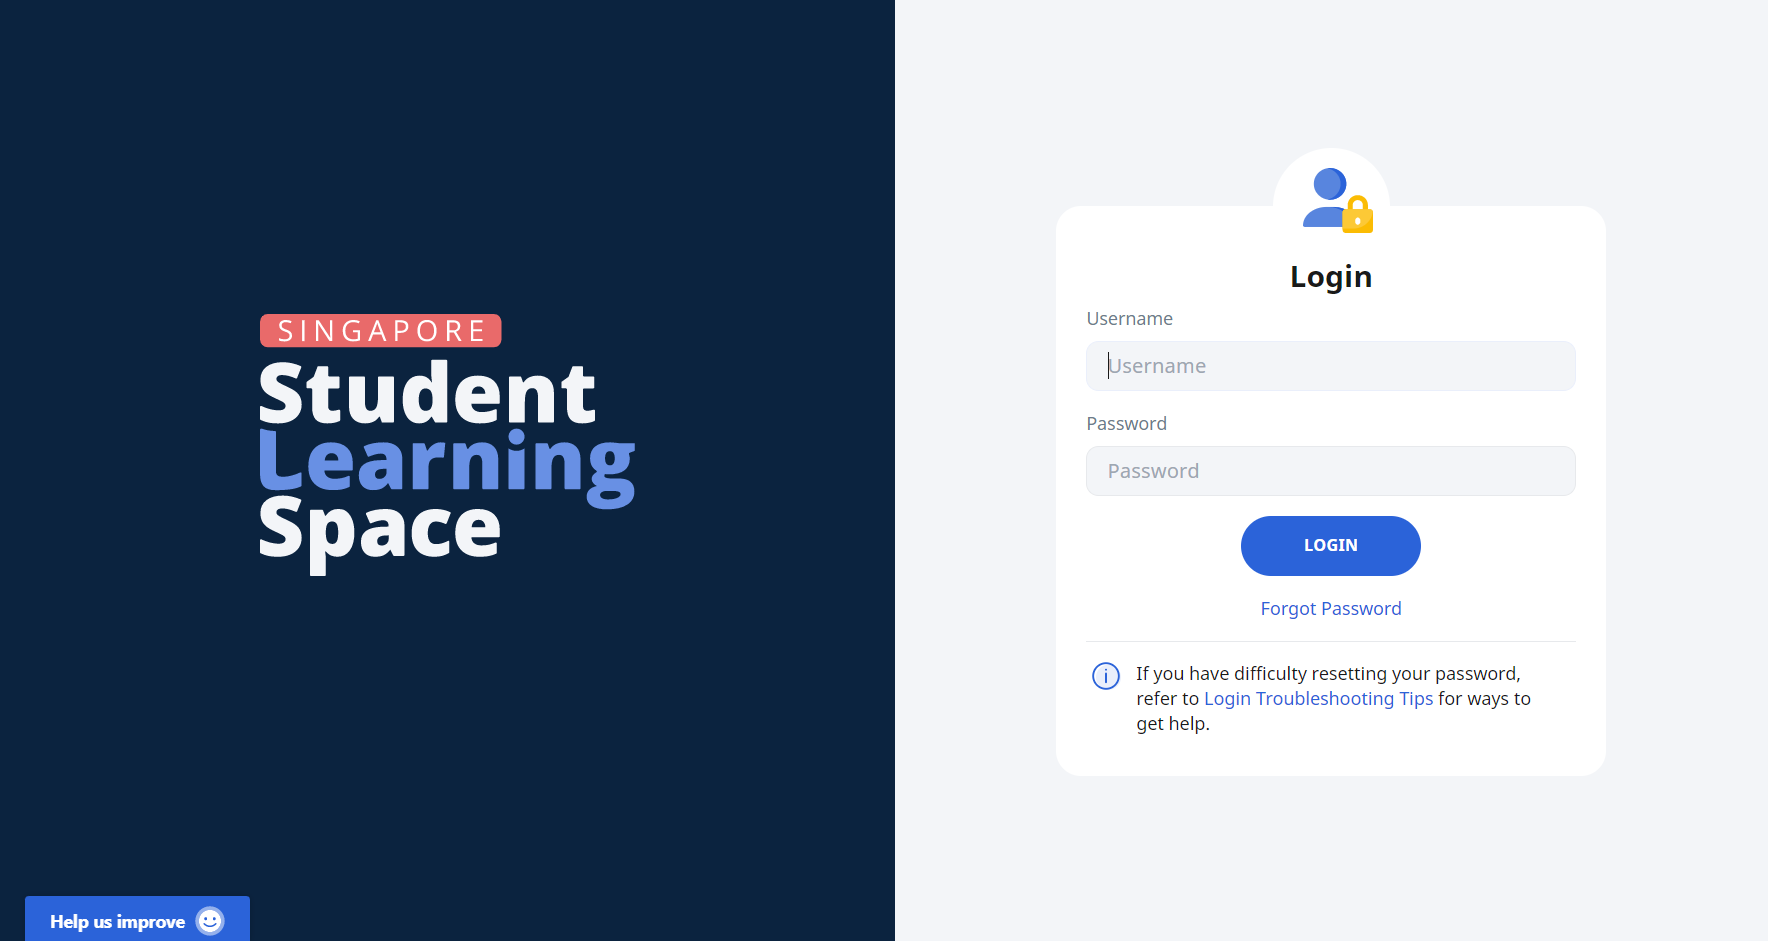 SINGAPORE
Student
Learning
Space
Help us improve
Login
Username
Username
Password
Password
LOGIN
Forgot Password
If you have difficulty resetting your password,
refer to Login Troubleshooting Tips for ways to
get help.